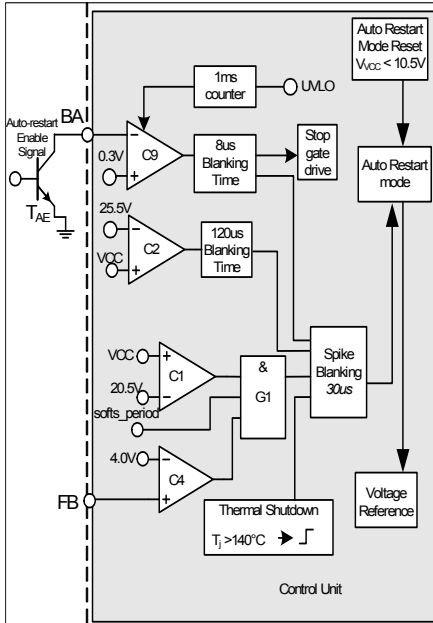 Auto Restart
Mode Reset
VVCC < 10.5V
1ms
counter
UVLO
BA
Auto-restart
Enable
Signal
TAE
0.3V
−
+
C9
8us
Blanking
Time
Stop
gate
drive
Auto Restart
mode
25.5V
VCC
−
+
C2
120us
Blanking
Time
VCC
20.5V
+
−
C1
softs_period
&
G1
Spike
Blanking
30us
4.0V
FB
−
+
C4
Thermal Shutdown
Tj >140°C
Voltage
Reference
Control Unit